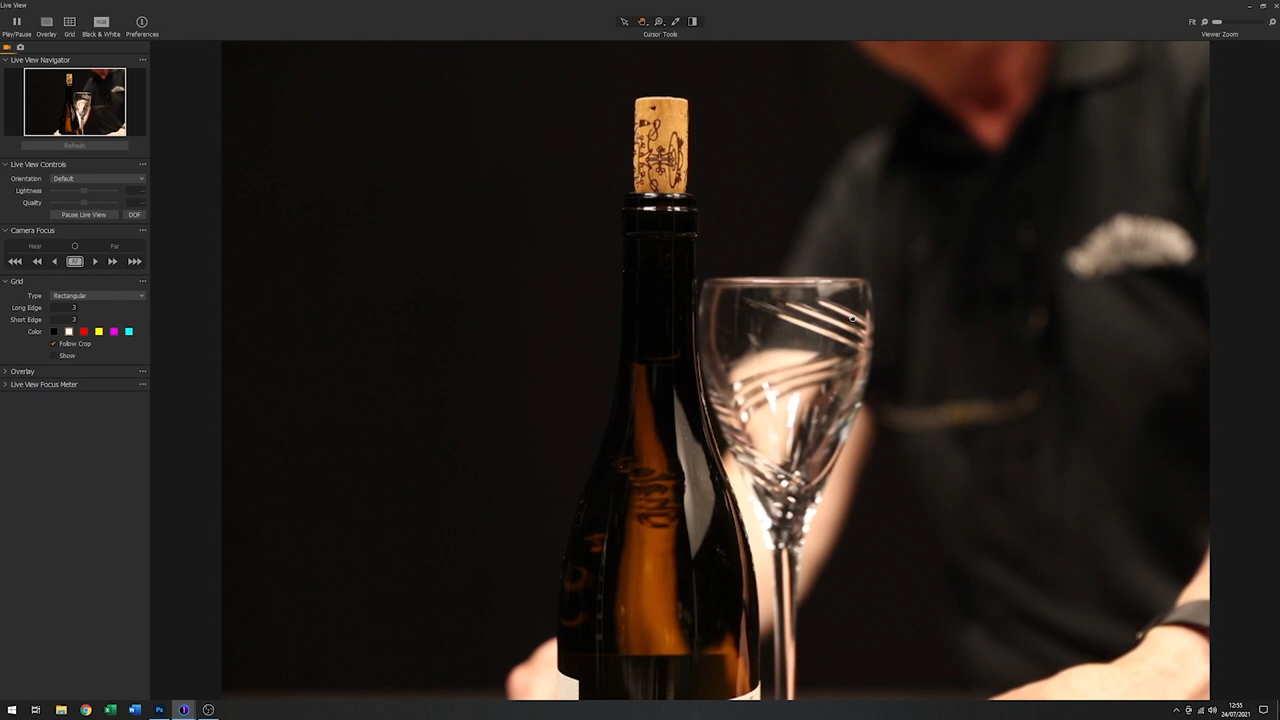 Live View
Play/Pause
Overlay
Grid
Black & White
Preferences
Cursor Tools
Fit
Viewer Zoom
Live View Navigator
Refresh
Live View Controls
Orientation
Default
Lightness
Quality
Pause Live View
DOF
Camera Focus
Near
Far
AF
Grid
Type
Rectangular
Long Edge
3
Short Edge
3
Color
Follow Crop
Show
Overlay
Live View Focus Meter
12:55
24/07/2021